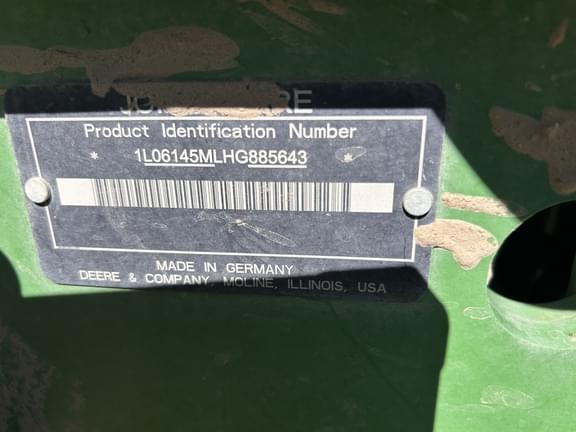 Product Identification Number
* 1L06145MLHG885643 *
MADE IN GERMANY
DEERE & COMPANY, MOLINE, ILLINOIS, USA